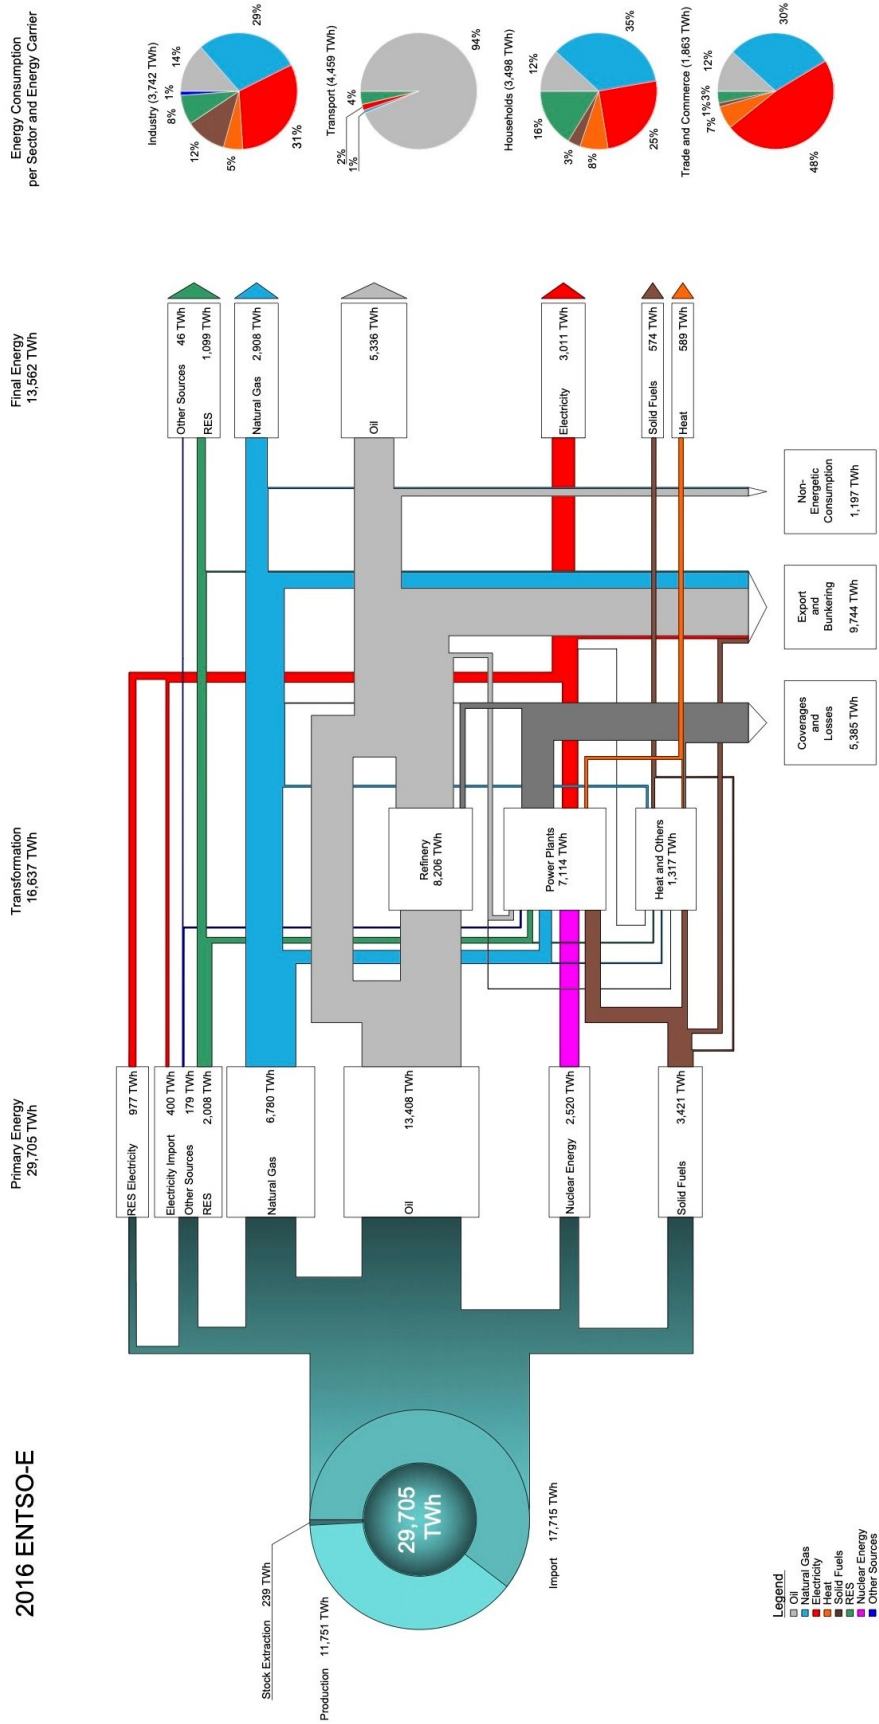 2016 ENTSO-E
Primary Energy
29,705 TWh
Transformation
16,637 TWh
Final Energy
13,562 TWh
Energy Consumption
per Sector and Energy Carrier
Stock Extraction 239 TWh
Production 11,751 TWh
29,705
TWh
Import 17,715 TWh
RES Electricity 977 TWh
Electricity Import 400 TWh
Other Sources 179 TWh
RES 2,008 TWh
Natural Gas 6,780 TWh
Oil 13,408 TWh
Nuclear Energy 2,520 TWh
Solid Fuels 3,421 TWh
Refinery
8,206 TWh
Power Plants
7,114 TWh
Heat and Others
1,317 TWh
Coverages
and
Losses
5,385 TWh
Export
and
Bunkering
9,744 TWh
Non-
Energetic
Consumption
1,197 TWh
Other Sources 46 TWh
RES 1,099 TWh
Natural Gas 2,908 TWh
Oil 5,336 TWh
Electricity 3,011 TWh
Solid Fuels 574 TWh
Heat 589 TWh
Industry (3,742 TWh)
14%
29%
1%
8%
12%
5%
31%
Transport (4,459 TWh)
94%
4%
2%
1%
Households (3,498 TWh)
12%
35%
16%
3%
8%
25%
Trade and Commerce (1,863 TWh)
12%
30%
3%
1%
7%
48%
Legend
Oil
Natural Gas
Electricity
Heat
Solid Fuels
RES
Nuclear Energy
Other Sources